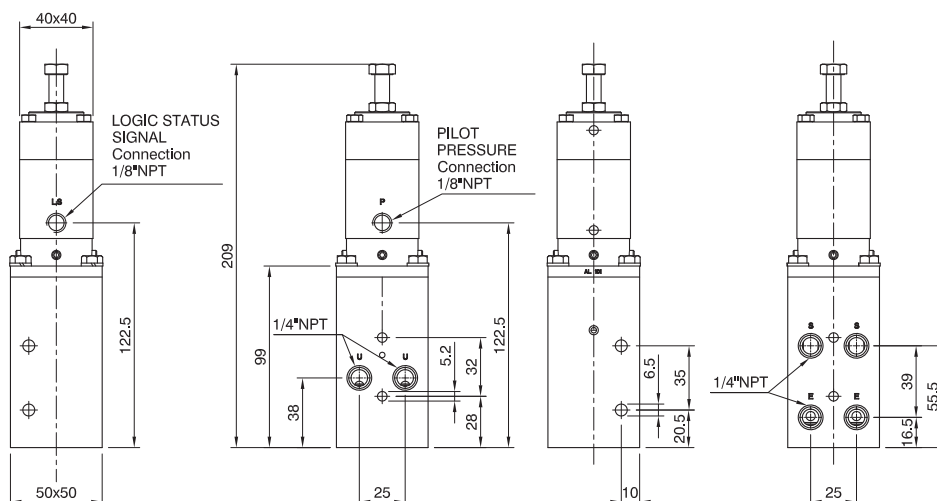 40x40
LOGIC STATUS
SIGNAL
Connection
1/8"NPT
LS
122.5
50x50
209
PILOT
PRESSURE
Connection
1/8"NPT
P
99
1/4"NPT
U
U
38
5.2
32
28
122.5
25
6.5
35
20.5
10
S
S
1/4"NPT
E
E
39
16.5
55.5
25